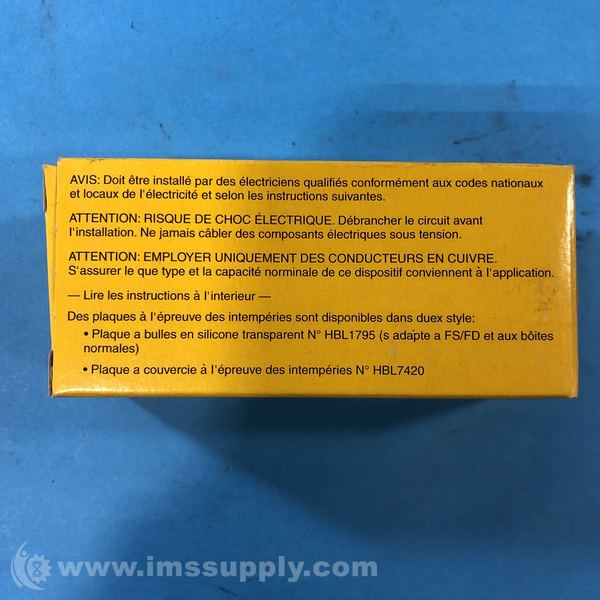 AVIS: Doit être installé par des électriciens qualifiés conformément aux codes nationaux
et locaux de l'électricité et selon les instructions suivantes.
ATTENTION: RISQUE DE CHOC ÉLECTRIQUE. Débrancher le circuit avant
l'installation. Ne jamais câbler des composants électriques sous tension.
ATTENTION: EMPLOYER UNIQUEMENT DES CONDUCTEURS EN CUIVRE.
S'assurer le que type et la capacité norminale de ce dispositif conviennent à l'application.
— Lire les instructions à l'interieur —
Des plaques à l'épreuve des intempéries sont disponibles dans duex style:
• Plaque a bulles en silicone transparent N° HBL1795 (s adapte a FS/FD et aux bôites
normales)
• Plaque a couvercie à l'épreuve des intempéries N° HBL7420
www.imssupply.com